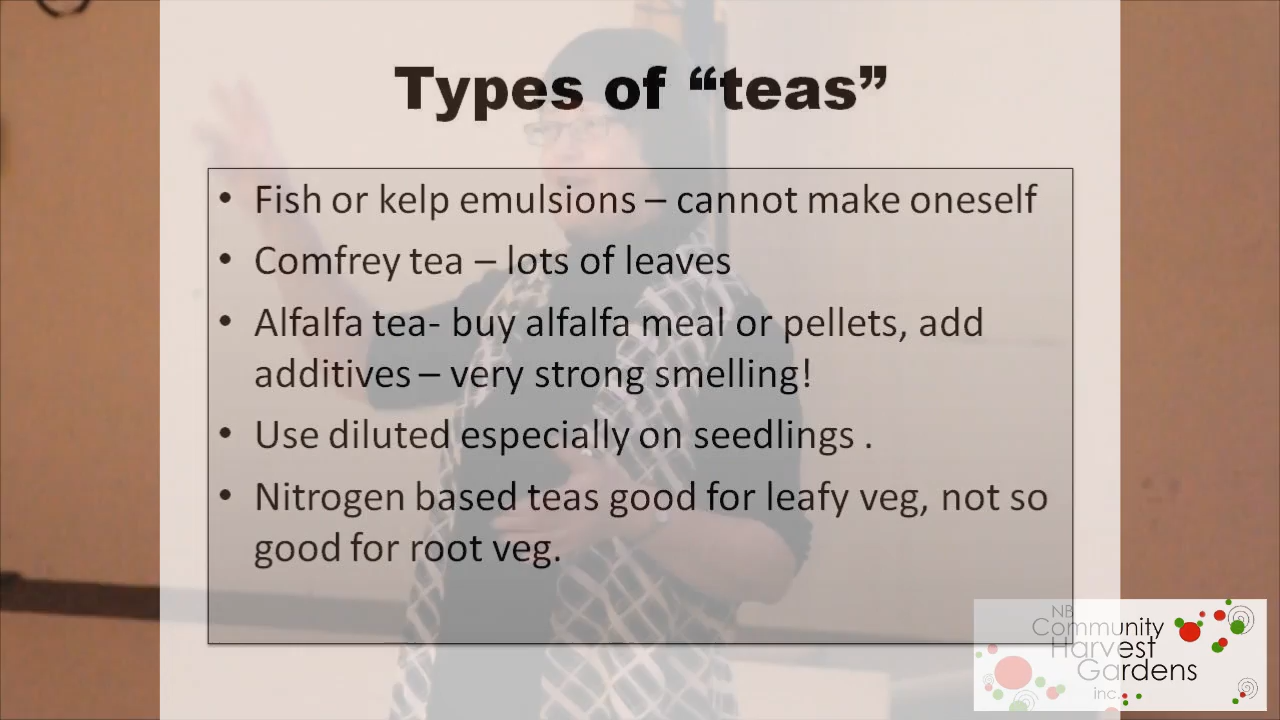 Types of “teas”
• Fish or kelp emulsions – cannot make oneself
• Comfrey tea – lots of leaves
• Alfalfa tea- buy alfalfa meal or pellets, add
additives – very strong smelling!
• Use diluted especially on seedlings .
• Nitrogen based teas good for leafy veg, not so
good for root veg.
NB
Community
Harvest
Gardens
inc.